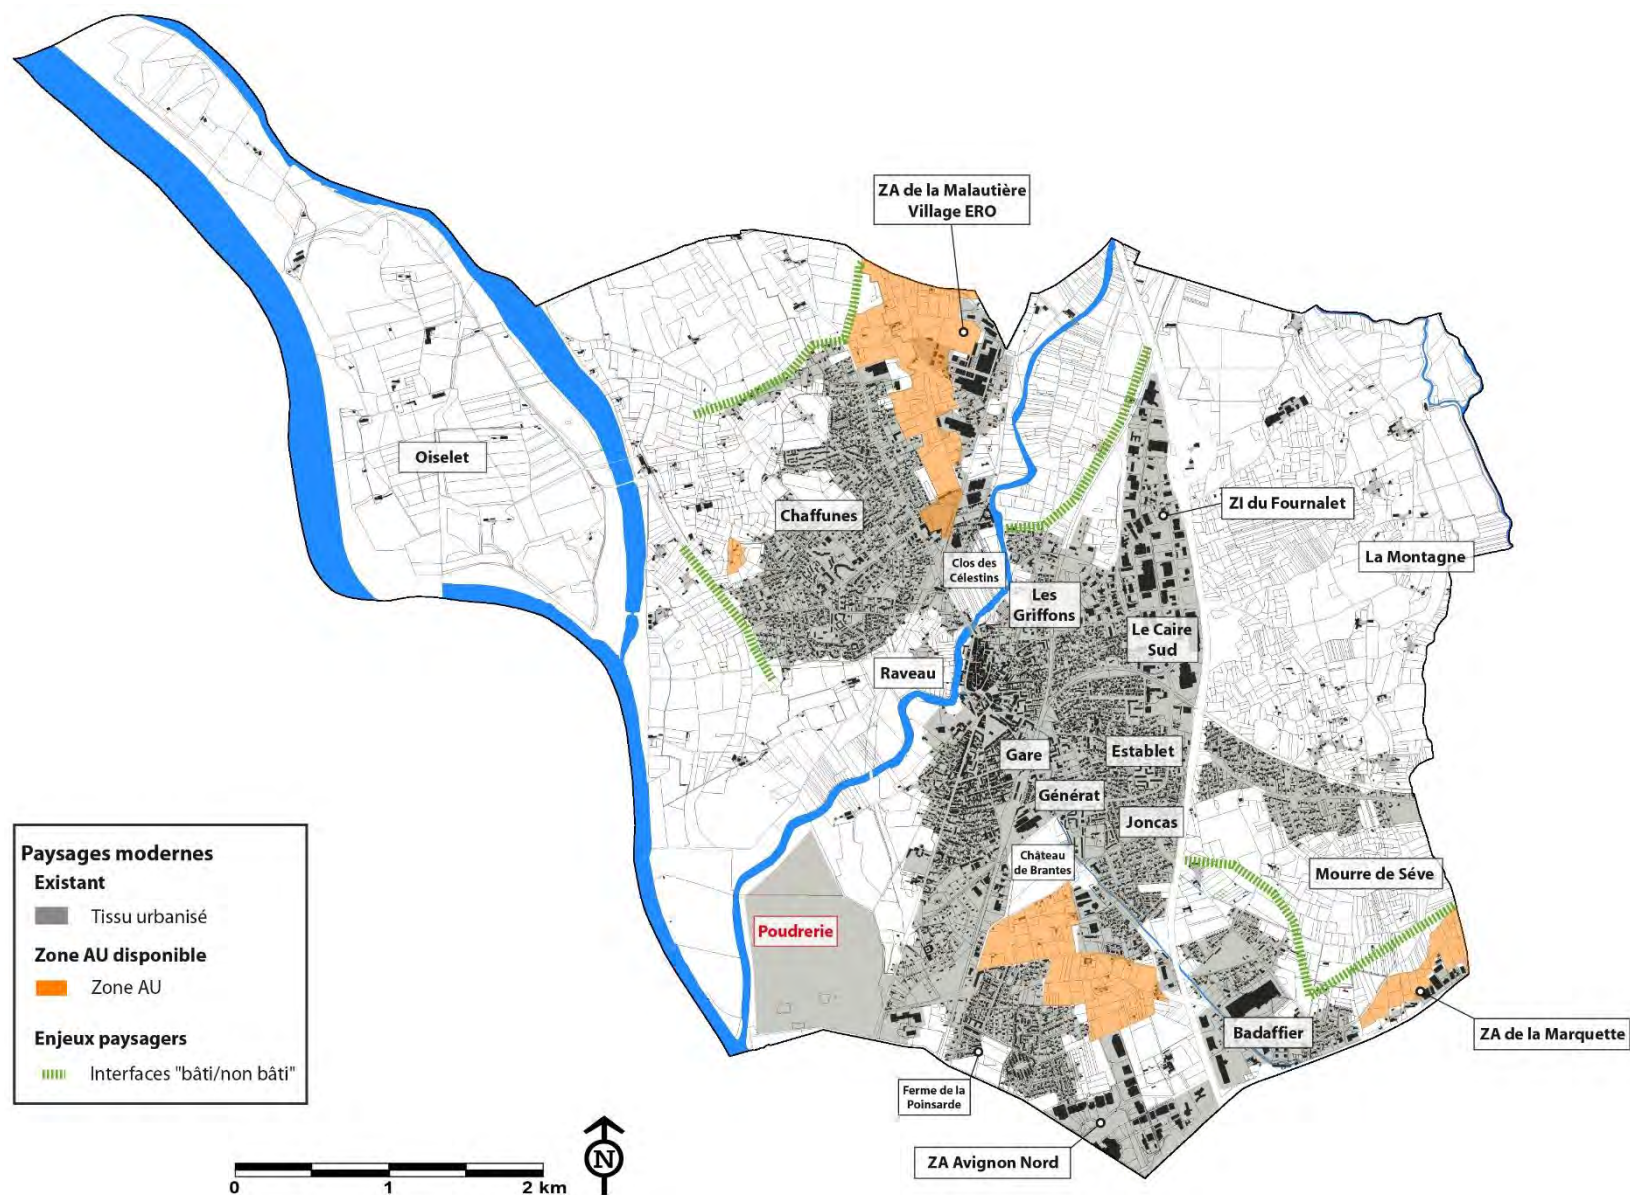 ZA de la Malautière
Village ERO
Oiselet
Chaffunes
ZI du Fournalet
La Montagne
Clos des
Célestins
Les
Griffons
Le Caire
Sud
Raveau
Gare
Establet
Générat
Joncas
Château
de Brantes
Mourre de Séve
Poudrerie
Badaffier
ZA de la Marquette
Ferme de la
Poinsarde
ZA Avignon Nord
Paysages modernes
Existant
Tissu urbanisé
Zone AU disponible
Zone AU
Enjeux paysagers
Interfaces "bâti/non bâti"
0 1 2 km
N